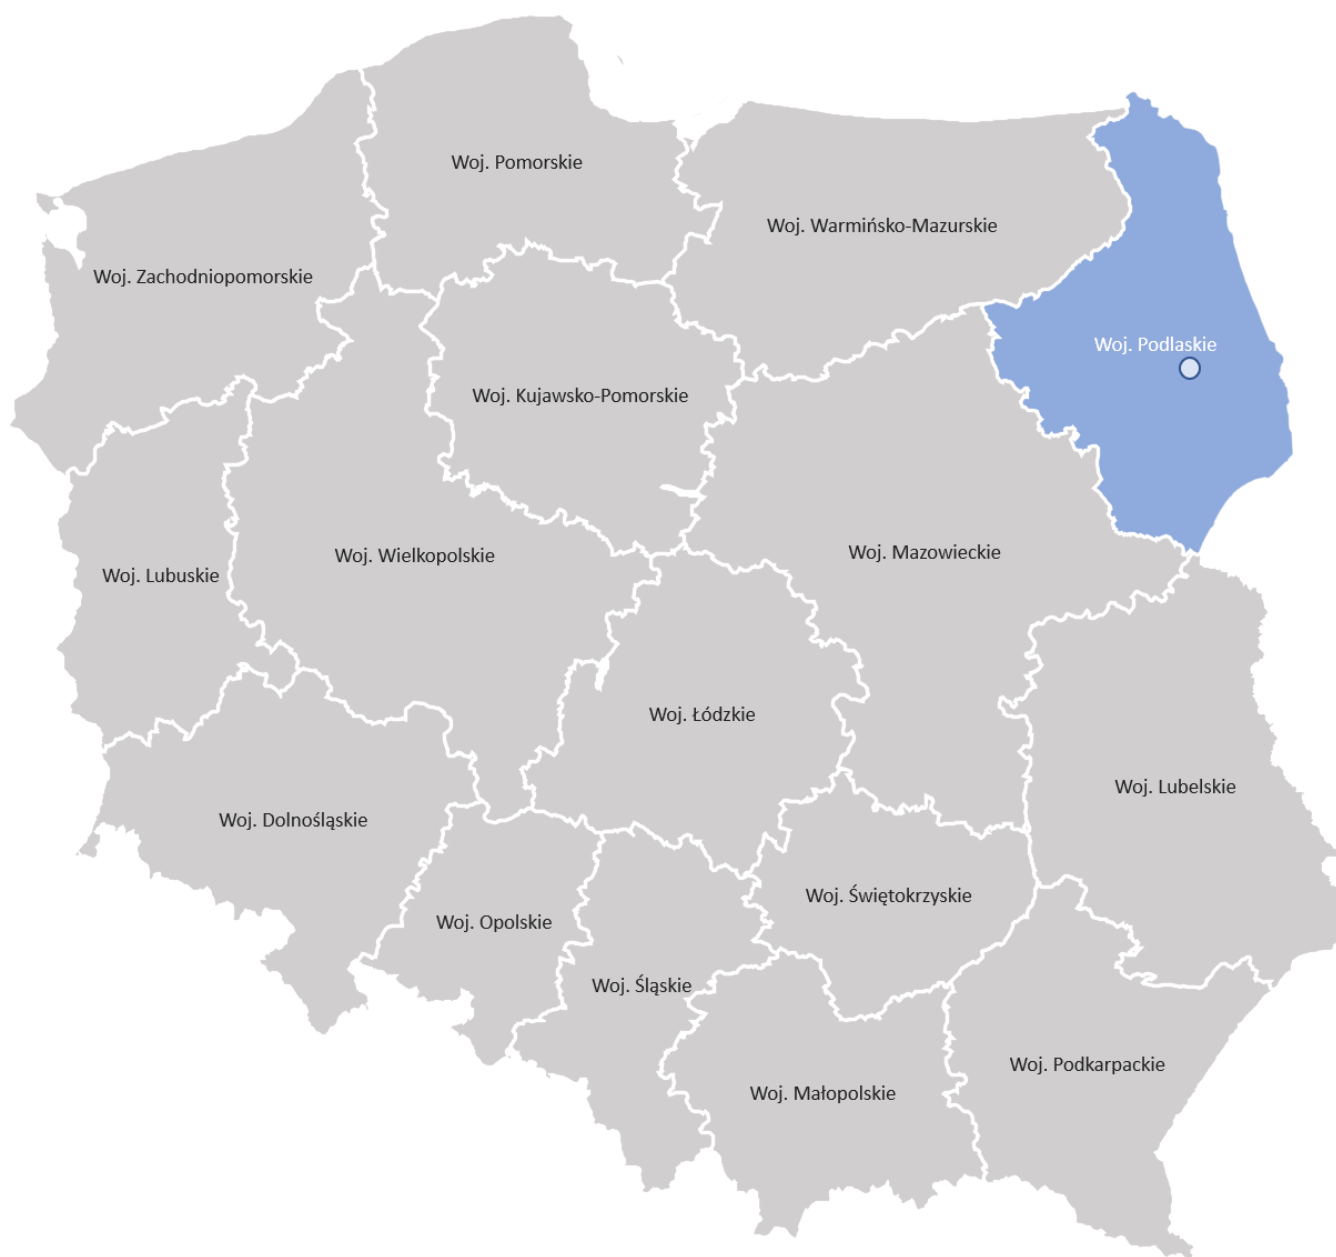 Woj. Pomorskie
Woj. Warmińsko-Mazurskie
Woj. Zachodniopomorskie
Woj. Podlaskie
Woj. Kujawsko-Pomorskie
Woj. Mazowieckie
Woj. Wielkopolskie
Woj. Lubuskie
Woj. Łódzkie
Woj. Lubelskie
Woj. Dolnośląskie
Woj. Świętokrzyskie
Woj. Opolskie
Woj. Śląskie
Woj. Podkarpackie
Woj. Małopolskie